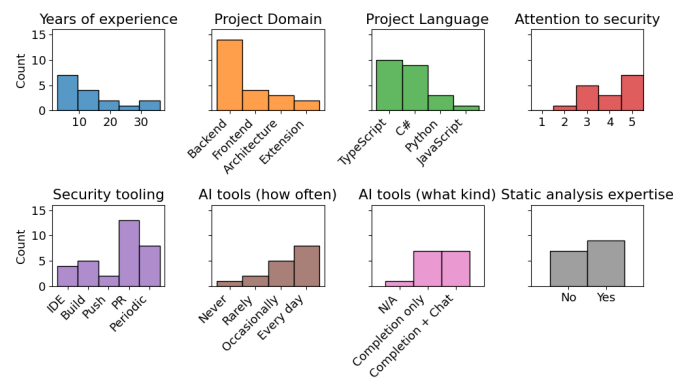 Years of experience
Project Domain
Project Language
Attention to security
Count
15
10
5
0
10 20 30
Backend
Frontend
Architecture
Extension
TypeScript
C#
Python
JavaScript
1 2 3 4 5
Security tooling
AI tools (how often)
AI tools (what kind)
Static analysis expertise
Count
15
10
5
0
IDE
Build
Push
PR
Periodic
Never
Rarely
Occasionally
Every day
N/A
Completion only
Completion + Chat
No Yes